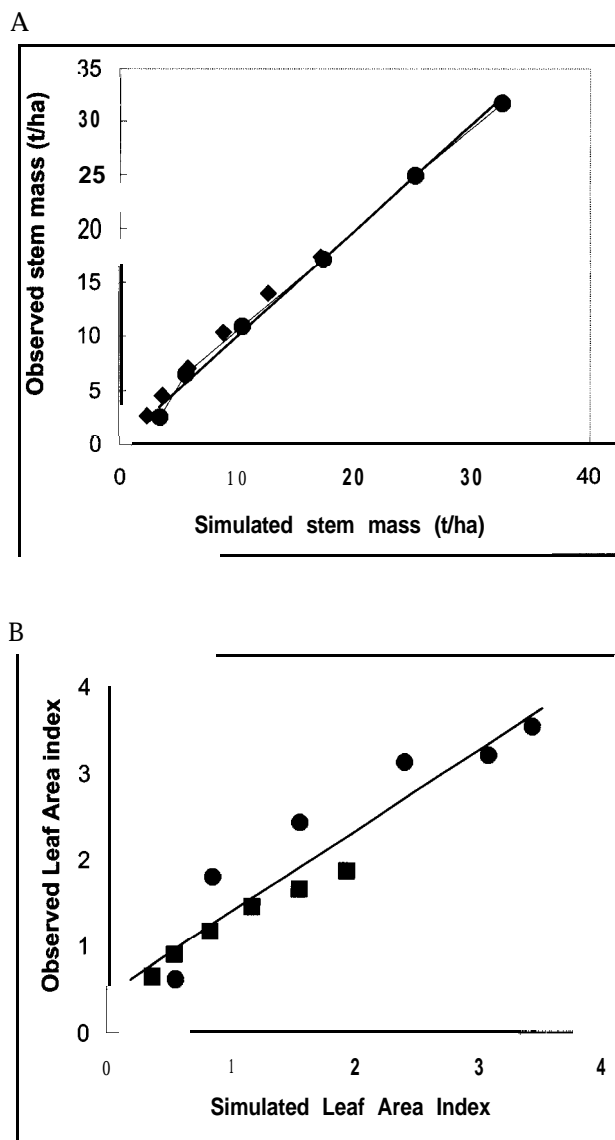 A
35
30
25
20
15
10
5
0
Observed stem mass (t/ha)
0 10 20 30 40
Simulated stem mass (t/ha)
B
4
3
2
1
0
Observed Leaf Area index
0 1 2 3 4
Simulated Leaf Area Index